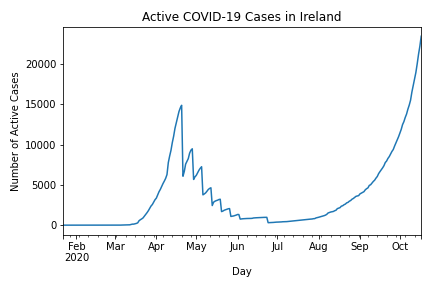 Active COVID-19 Cases in Ireland
Number of Active Cases
20000
15000
10000
5000
0
Feb Mar Apr May Jun Jul Aug Sep Oct
2020
Day